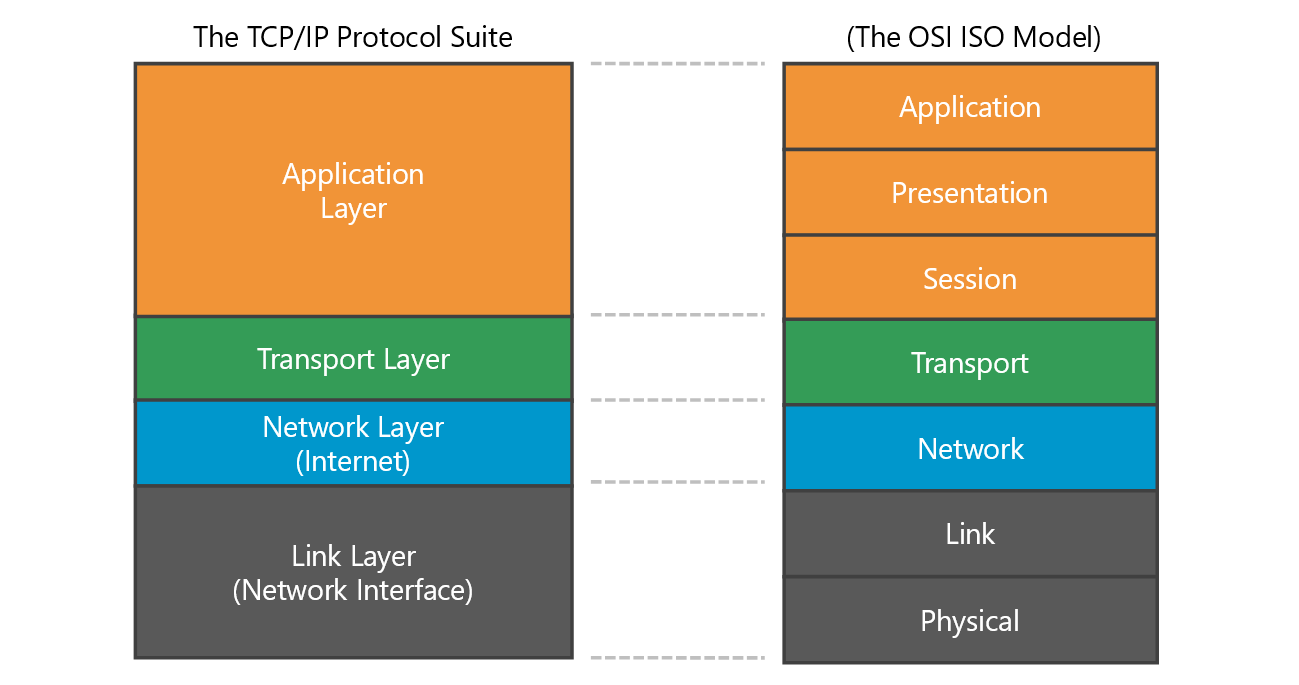 The TCP/IP Protocol Suite
(The OSI ISO Model)
Application
Layer
Transport Layer
Network Layer
(Internet)
Link Layer
(Network Interface)
Application
Presentation
Session
Transport
Network
Link
Physical